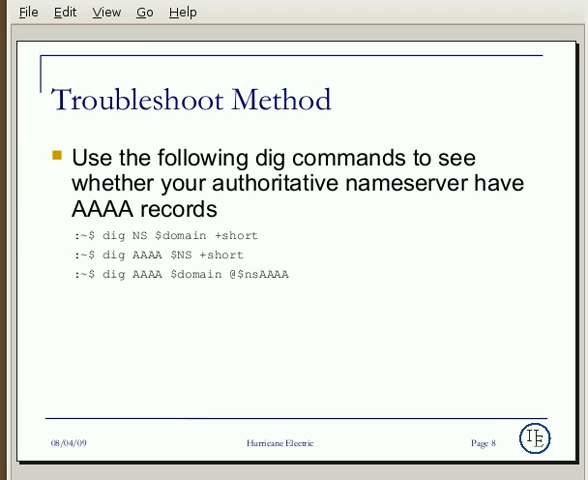 File Edit View Go Help
Troubleshoot Method
Use the following dig commands to see
whether your authoritative nameserver have
AAAA records
:~$ dig NS $domain +short
:~$ dig AAAA $NS +short
:~$ dig AAAA $domain @$nsAAAA
08/04/09 Hurricane Electric Page 8 HE